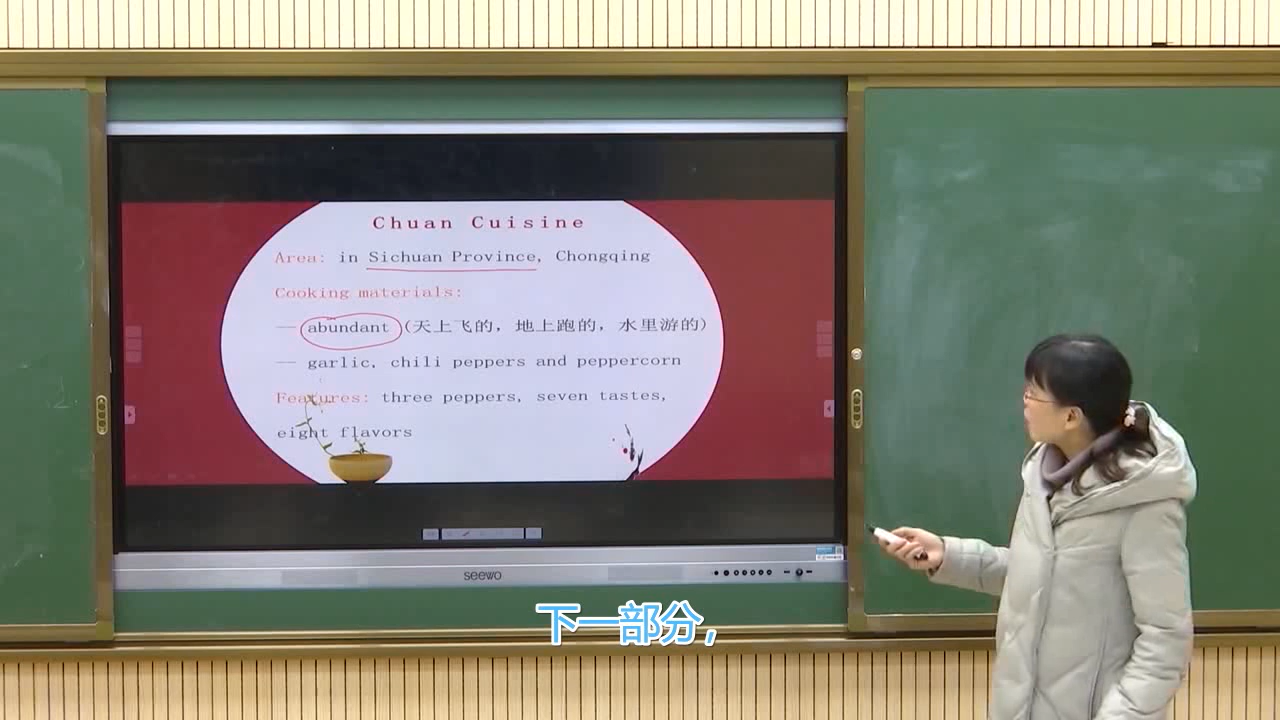 Chuan Cuisine
Area: in Sichuan Province, Chongqing
Cooking materials:
— abundant (天上飞的, 地上跑的, 水里游的)
— garlic, chili peppers and peppercorn
Features: three peppers, seven tastes,
eight flavors
seewo
下一部分,